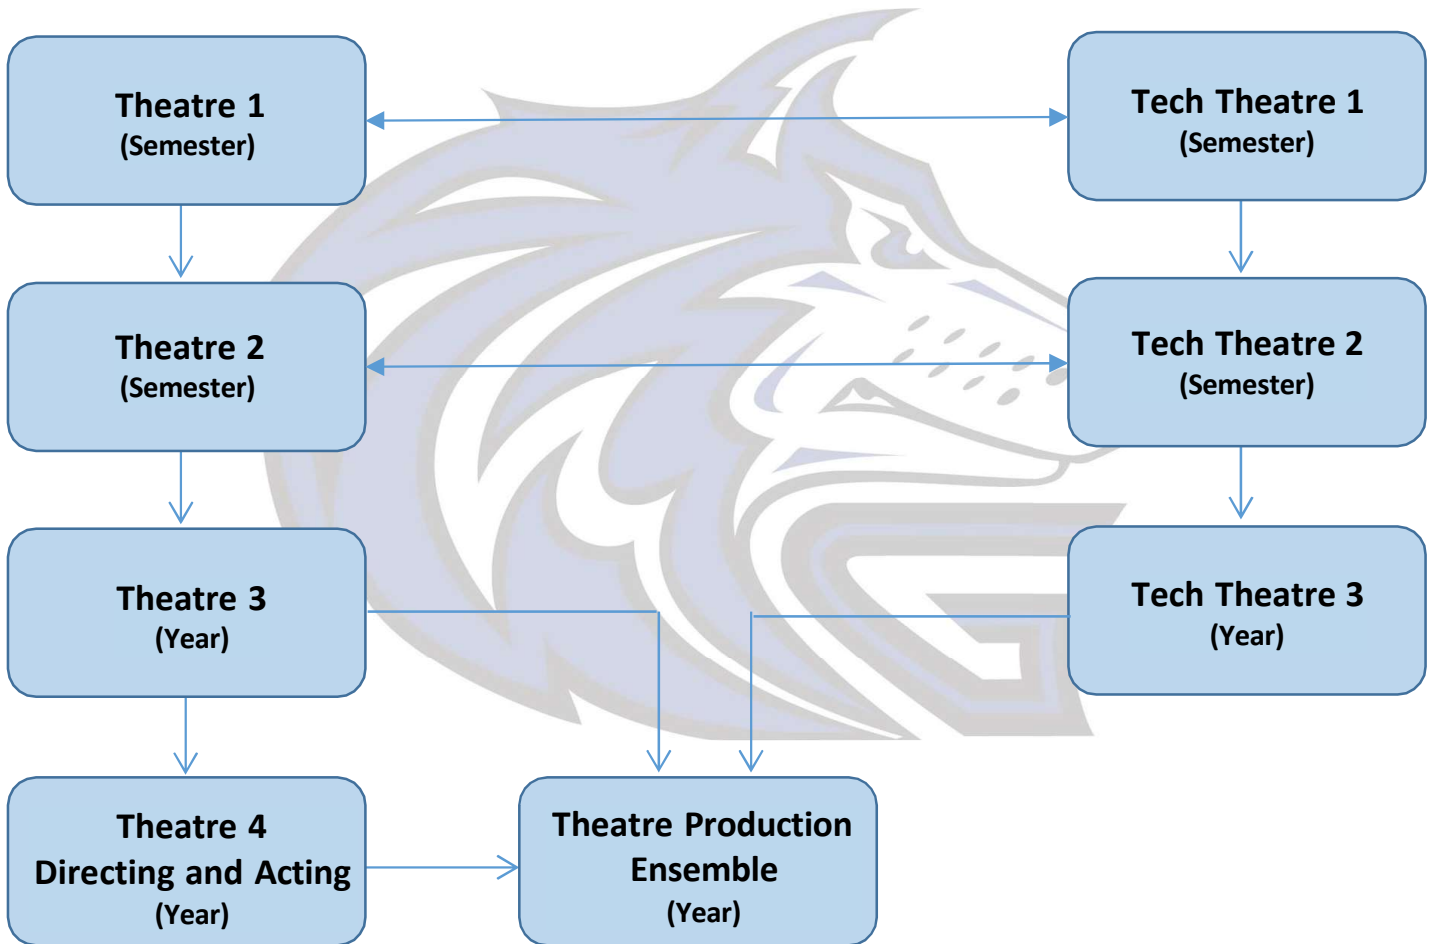 Theatre 1
(Semester)
Tech Theatre 1
(Semester)
Theatre 2
(Semester)
Tech Theatre 2
(Semester)
Theatre 3
(Year)
Tech Theatre 3
(Year)
Theatre 4
Directing and Acting
(Year)
Theatre Production
Ensemble
(Year)